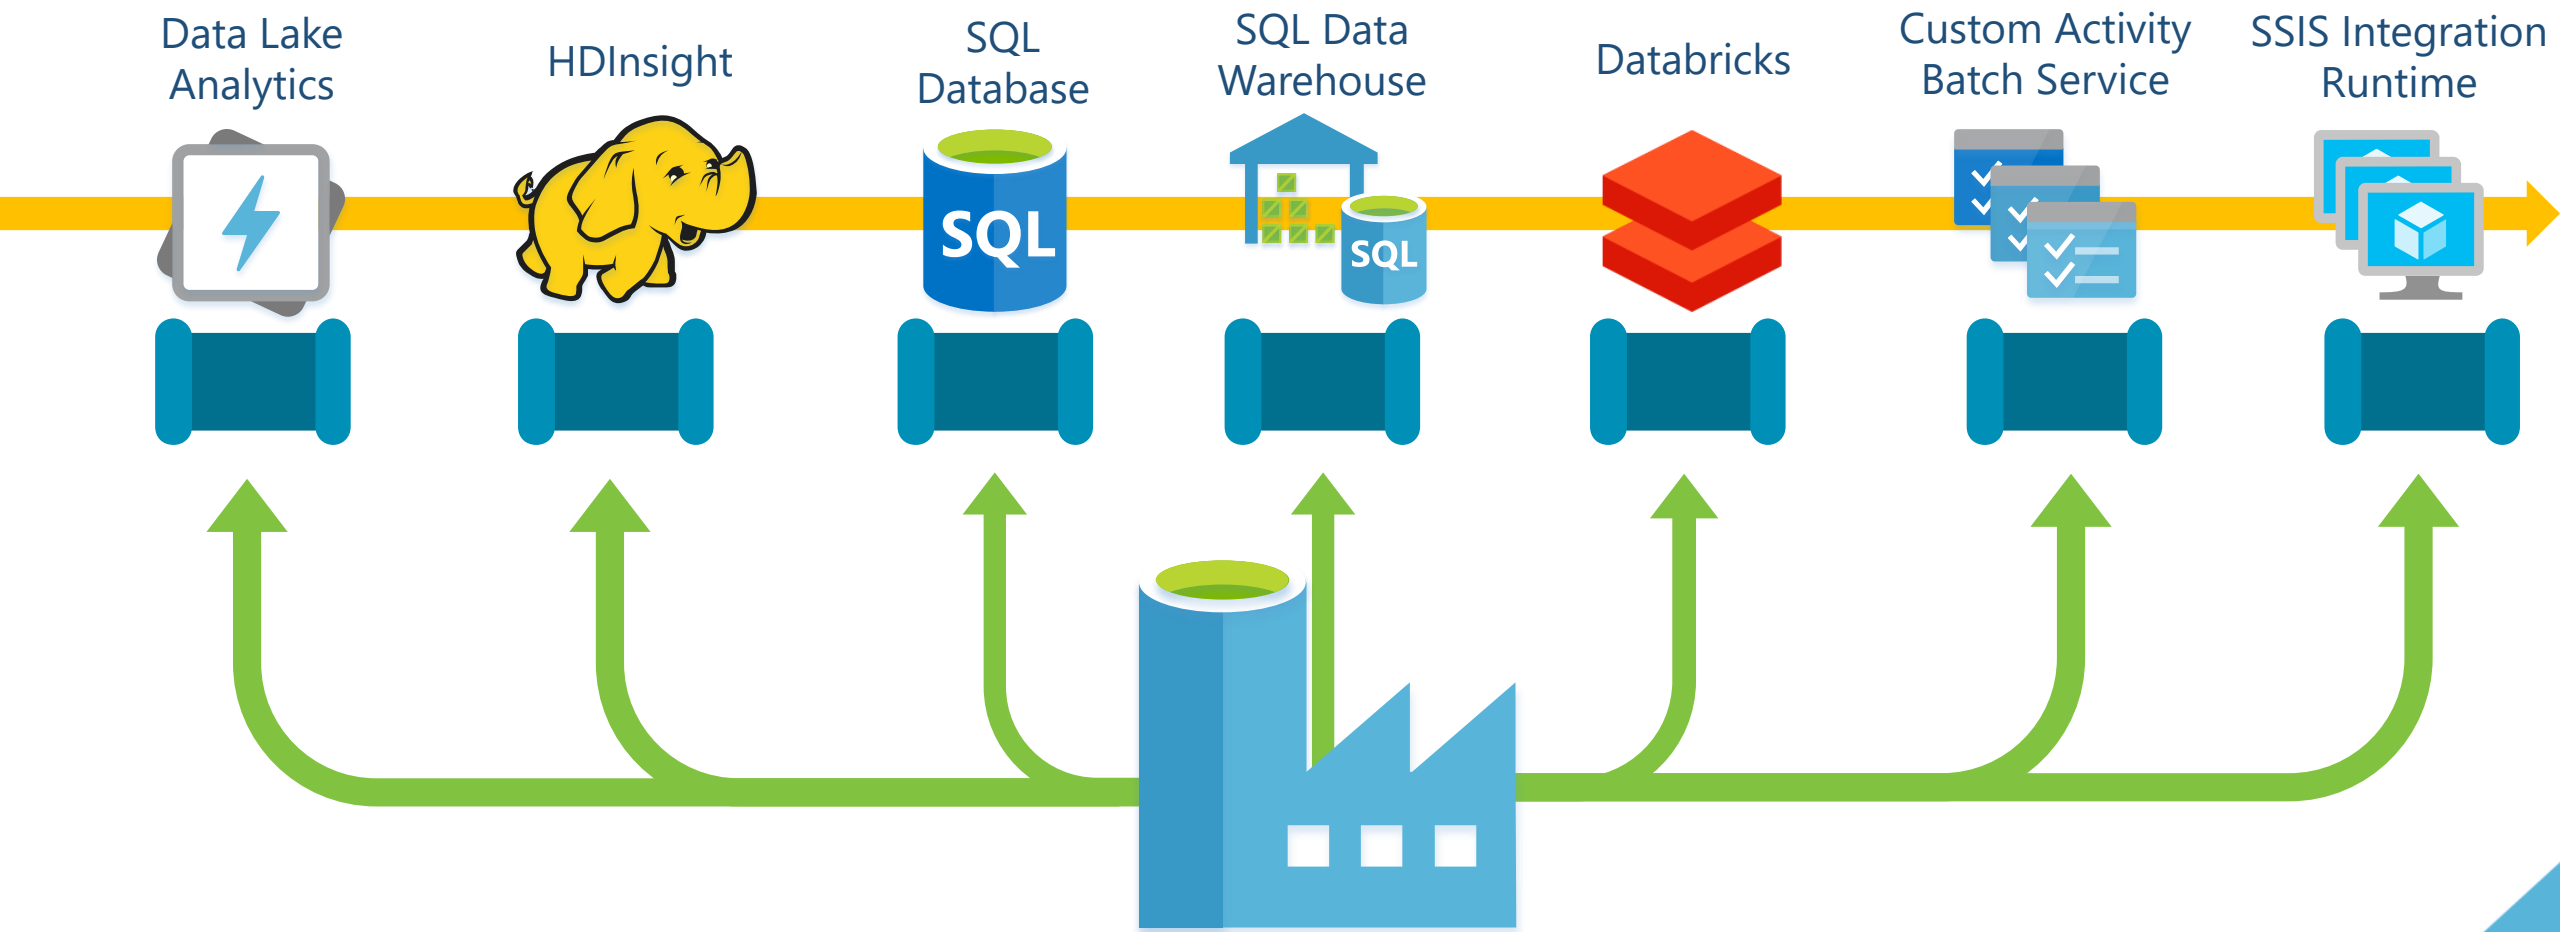 Data Lake
Analytics
HDInsight
SQL
Database
SQL Data
Warehouse
Databricks
Custom Activity
Batch Service
SSIS Integration
Runtime
SQL
SQL